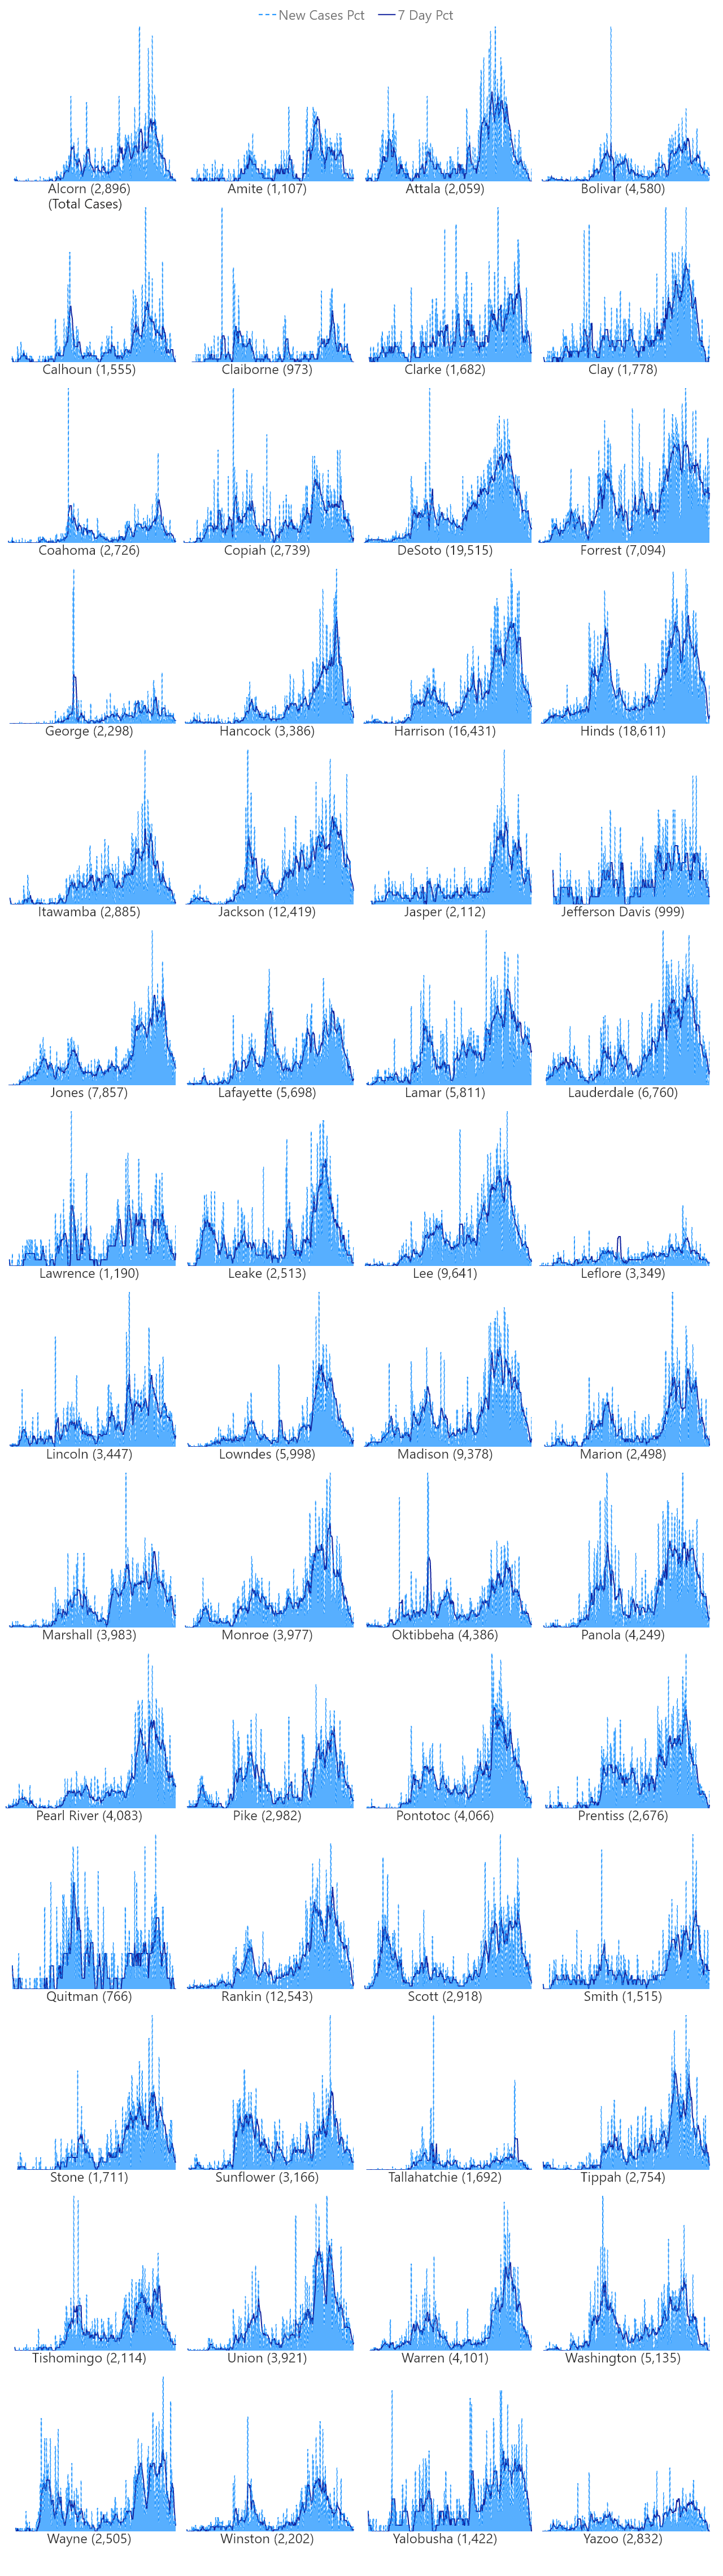 New Cases Pct 7 Day Pct
Alcorn (2,896) Amite (1,107) Attala (2,059) Bolivar (4,580)
(Total Cases)
Calhoun (1,555) Claiborne (973) Clarke (1,682) Clay (1,778)
Coahoma (2,726) Copiah (2,739) DeSoto (19,515) Forrest (7,094)
George (2,298) Hancock (3,386) Harrison (16,431) Hinds (18,611)
Itawamba (2,885) Jackson (12,419) Jasper (2,112) Jefferson Davis (999)
Jones (7,857) Lafayette (5,698) Lamar (5,811) Lauderdale (6,760)
Lawrence (1,190) Leake (2,513) Lee (9,641) Leflore (3,349)
Lincoln (3,447) Lowndes (5,998) Madison (9,378) Marion (2,498)
Marshall (3,983) Monroe (3,977) Oktibbeha (4,386) Panola (4,249)
Pearl River (4,083) Pike (2,982) Pontotoc (4,066) Prentiss (2,676)
Quitman (766) Rankin (12,543) Scott (2,918) Smith (1,515)
Stone (1,711) Sunflower (3,166) Tallahatchie (1,692) Tippah (2,754)
Tishomingo (2,114) Union (3,921) Warren (4,101) Washington (5,135)
Wayne (2,505) Winston (2,202) Yalobusha (1,422) Yazoo (2,832)